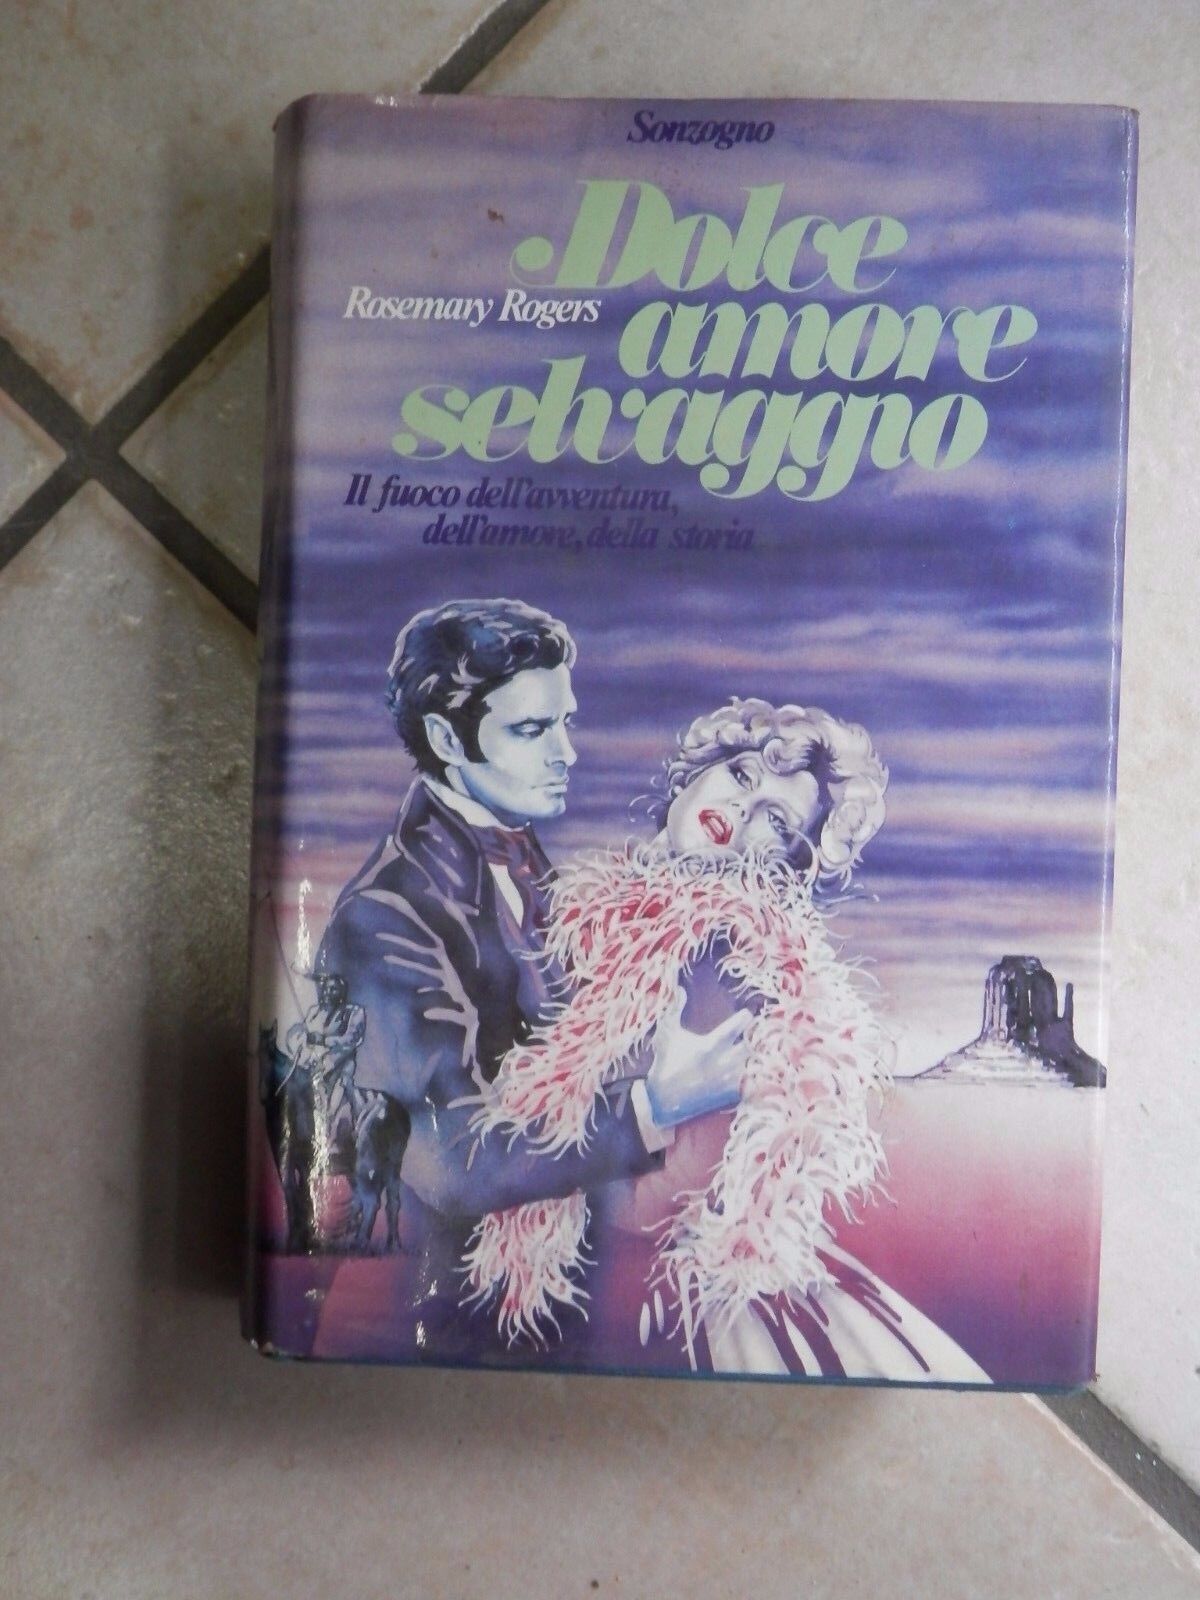 Sonzogno
Dolce
Rosemary Rogers
amore
selvaggio
Il fuoco dell'avventura,
dell'amore, della storia